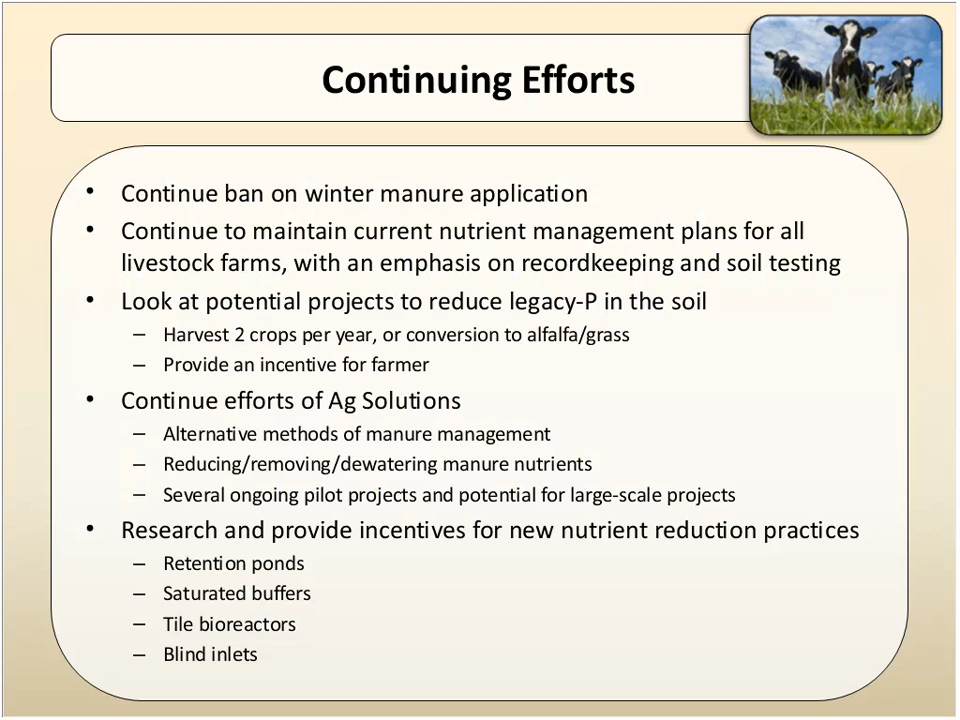 Continuing Efforts
• Continue ban on winter manure application
• Continue to maintain current nutrient management plans for all
livestock farms, with an emphasis on recordkeeping and soil testing
• Look at potential projects to reduce legacy-P in the soil
– Harvest 2 crops per year, or conversion to alfalfa/grass
– Provide an incentive for farmer
• Continue efforts of Ag Solutions
– Alternative methods of manure management
– Reducing/removing/dewatering manure nutrients
– Several ongoing pilot projects and potential for large-scale projects
• Research and provide incentives for new nutrient reduction practices
– Retention ponds
– Saturated buffers
– Tile bioreactors
– Blind inlets